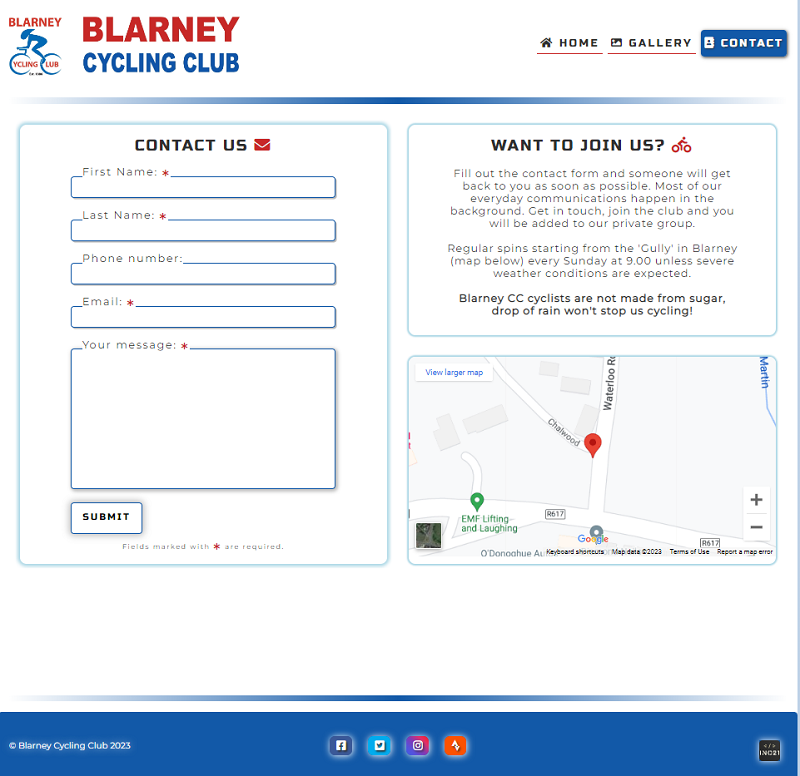 BLARNEY
YCLING CLUB
BLARNEY
CYCLING CLUB
HOME
GALLERY
CONTACT
CONTACT US
First Name: *
Last Name: *
Phone number:
Email: *
Your message: *
SUBMIT
Fields marked with * are required.
WANT TO JOIN US?
Fill out the contact form and someone will get
back to you as soon as possible. Most of our
everyday communications happen in the
background. Get in touch, join the club and you
will be added to our private group.
Regular spins starting from the 'Gully' in Blarney
(map below) every Sunday at 9.00 unless severe
weather conditions are expected.
Blarney CC cyclists are not made from sugar,
drop of rain won't stop us cycling!
View larger map
Waterloo Ro
Martin
Chalwood
EMF Lifting
and Laughing
R617
R617
O'Donoghue Au
Google
Keyboard shortcuts
Map data ©2023
Terms of Use
Report a map error
© Blarney Cycling Club 2023